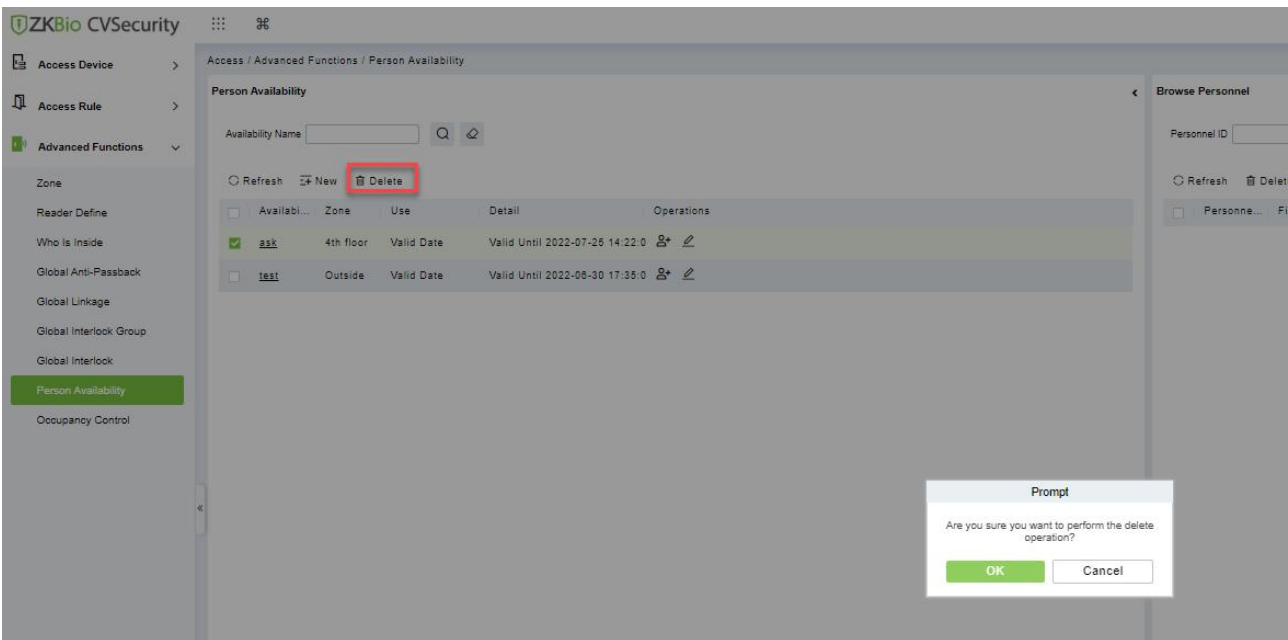 ZKBio CVSecurity
Access Device
Access Rule
Advanced Functions
Zone
Reader Define
Who Is Inside
Global Anti-Passback
Global Linkage
Global Interlock Group
Global Interlock
Person Availability
Occupancy Control
Access / Advanced Functions / Person Availability
Person Availability
Availability Name
Refresh New Delete
Availabi... Zone Use Detail Operations
ask 4th floor Valid Date Valid Until 2022-07-25 14:22:0
test Outside Valid Date Valid Until 2022-06-30 17:35:0
Browse Personnel
Personnel ID
Refresh Delet
Personne... Fi
Prompt
Are you sure you want to perform the delete
operation?
OK Cancel